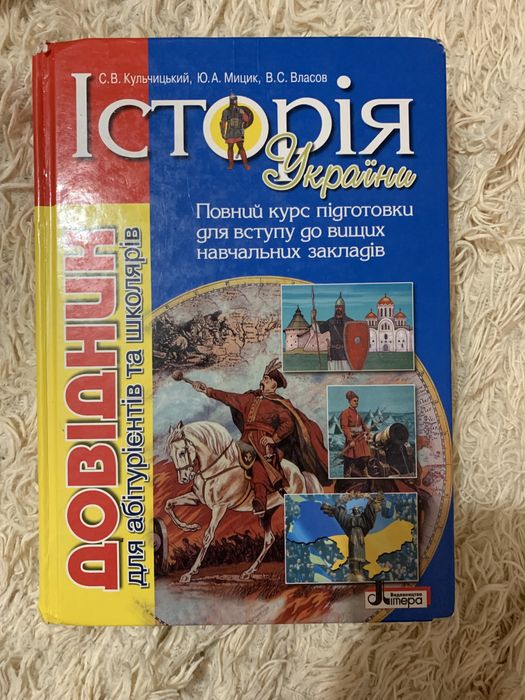 С.В. Кульчицький, Ю.А. Мицик, В.С. Власов
Історія
України
Повний курс підготовки
для вступу до вищих
навчальних закладів
ДОВІДНИК
для абітурієнтів та школярів
Видавництво
Літера